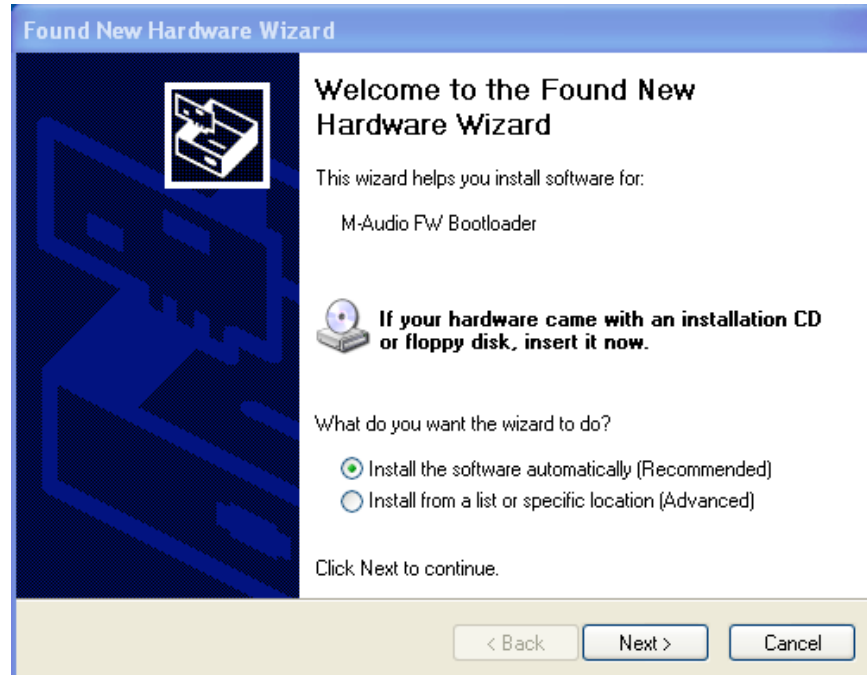 Found New Hardware Wizard
Welcome to the Found New
Hardware Wizard
This wizard helps you install software for:
M-Audio FW Bootloader
If your hardware came with an installation CD
or floppy disk, insert it now.
What do you want the wizard to do?
Install the software automatically (Recommended)
Install from a list or specific location (Advanced)
Click Next to continue.
< Back Next > Cancel